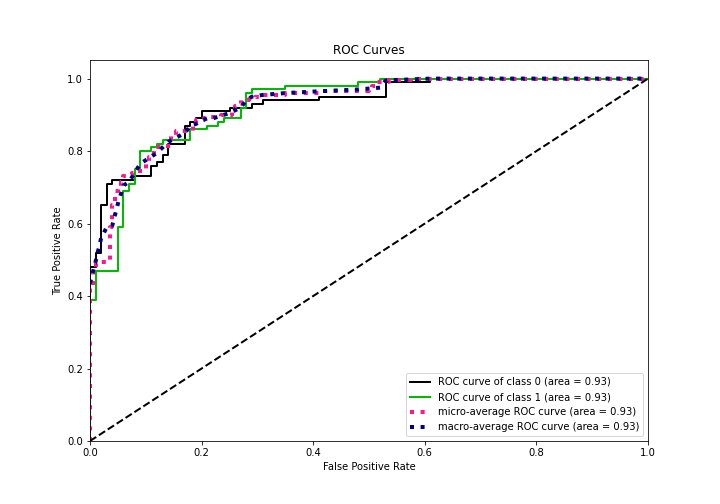 ROC Curves
1.0
0.8
0.6
0.4
0.2
0.0
True Positive Rate
ROC curve of class 0 (area = 0.93)
ROC curve of class 1 (area = 0.93)
micro-average ROC curve (area = 0.93)
macro-average ROC curve (area = 0.93)
0.0 0.2 0.4 0.6 0.8 1.0
False Positive Rate